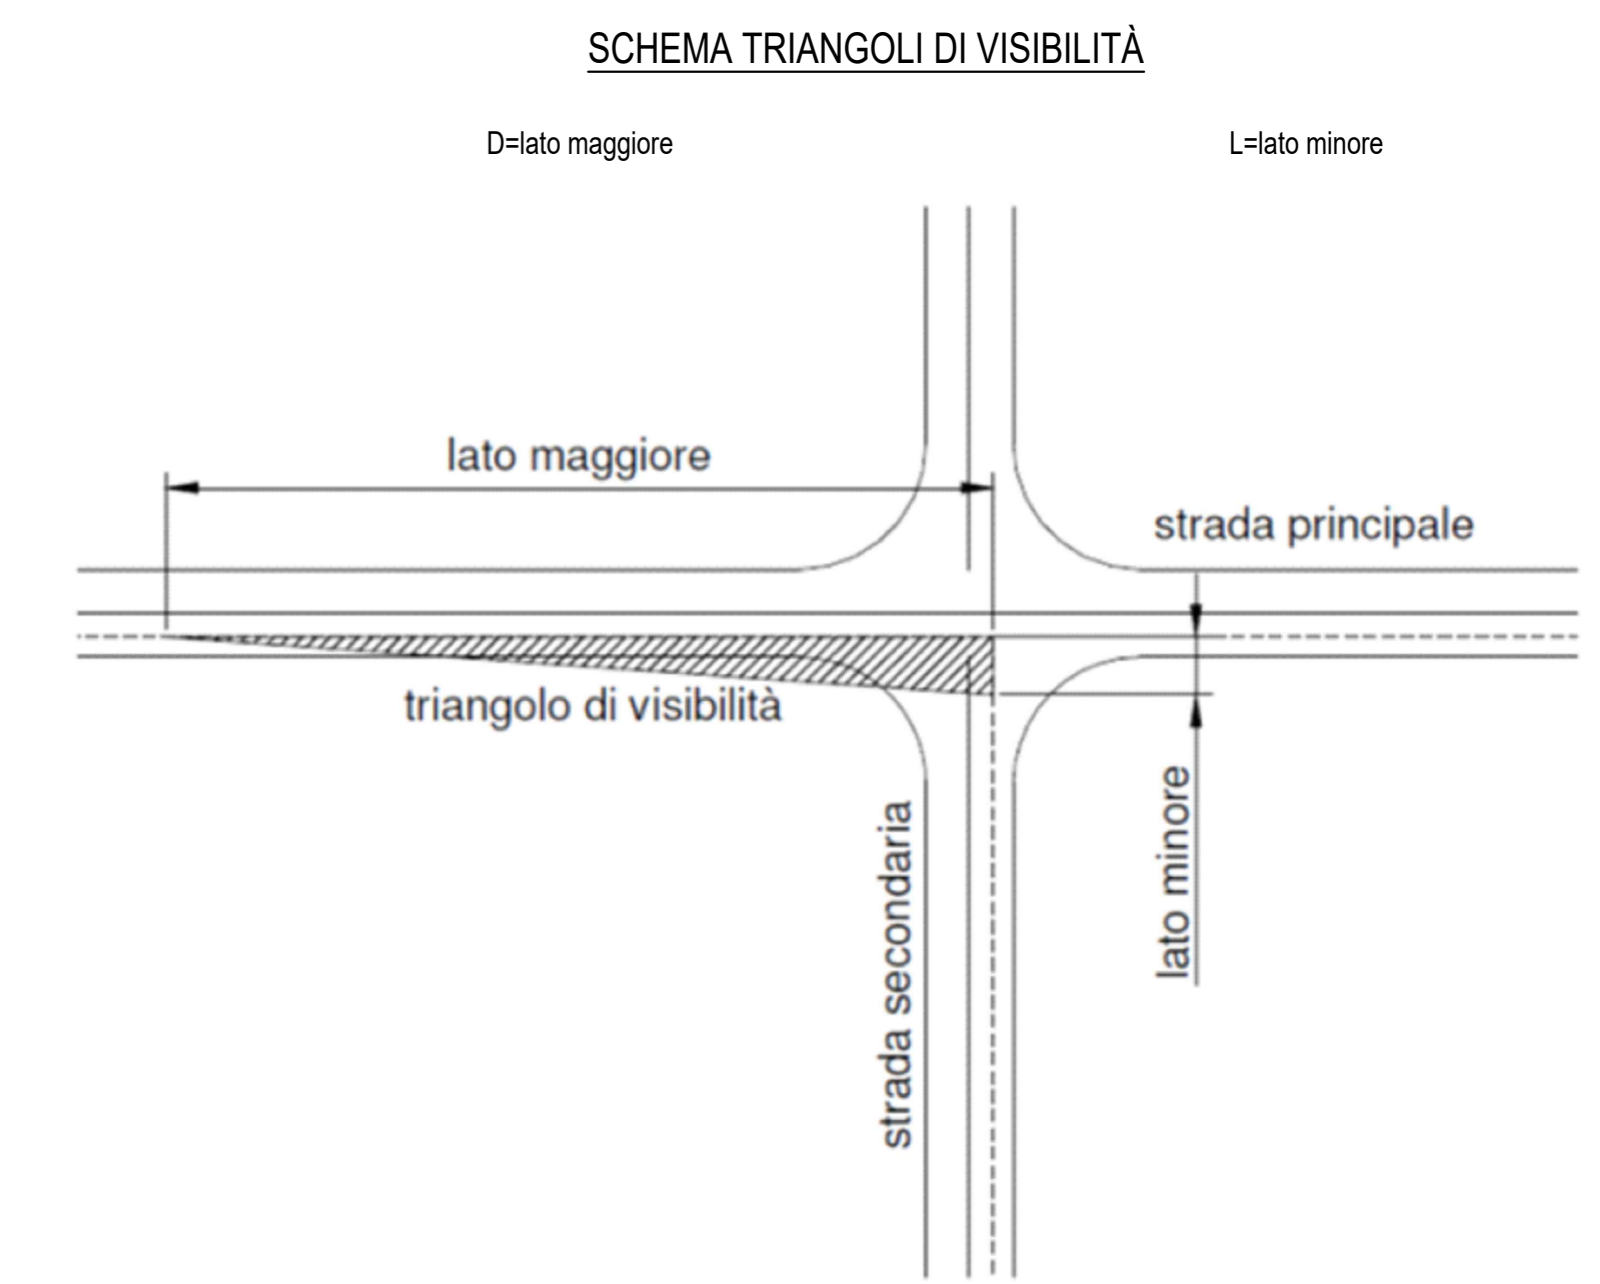 SCHEMA TRIANGOLI DI VISIBILITÀ
D=lato maggiore
L=lato minore
lato maggiore
strada principale
triangolo di visibilità
strada secondaria
lato minore